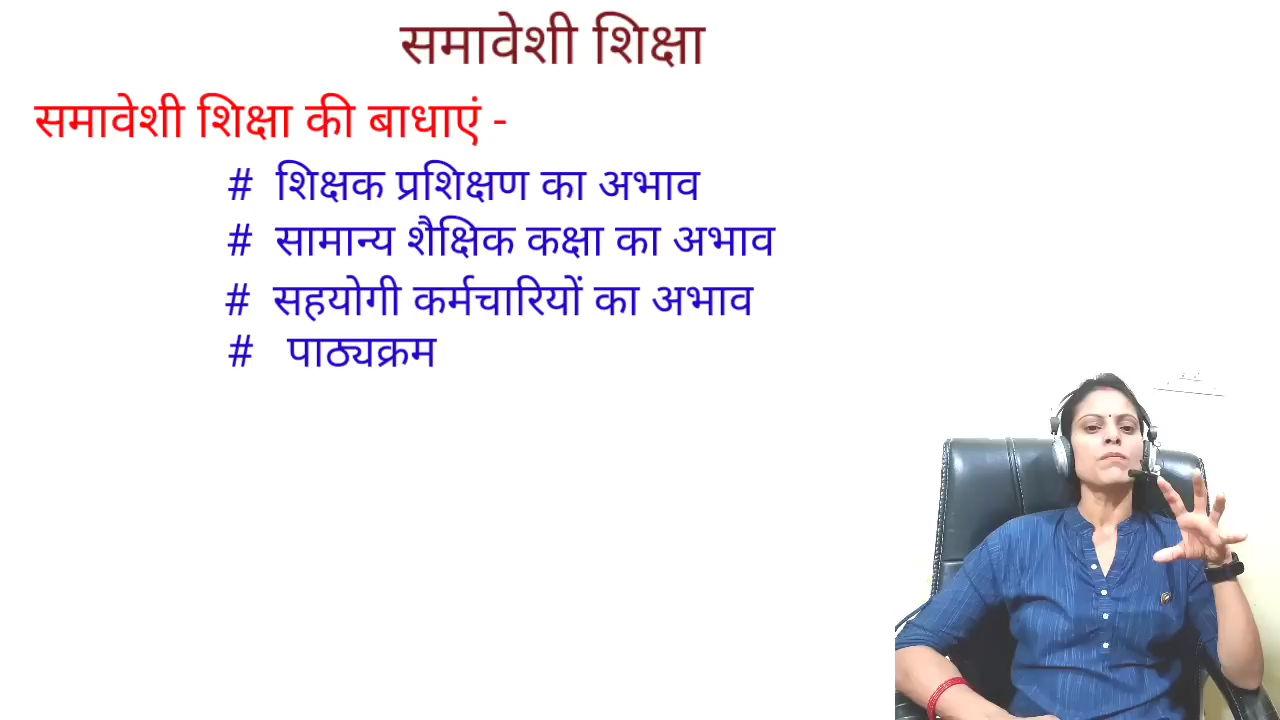 समावेशी शिक्षा
समावेशी शिक्षा की बाधाएं -
# शिक्षक प्रशिक्षण का अभाव
# सामान्य शैक्षिक कक्षा का अभाव
# सहयोगी कर्मचारियों का अभाव
# पाठ्यक्रम